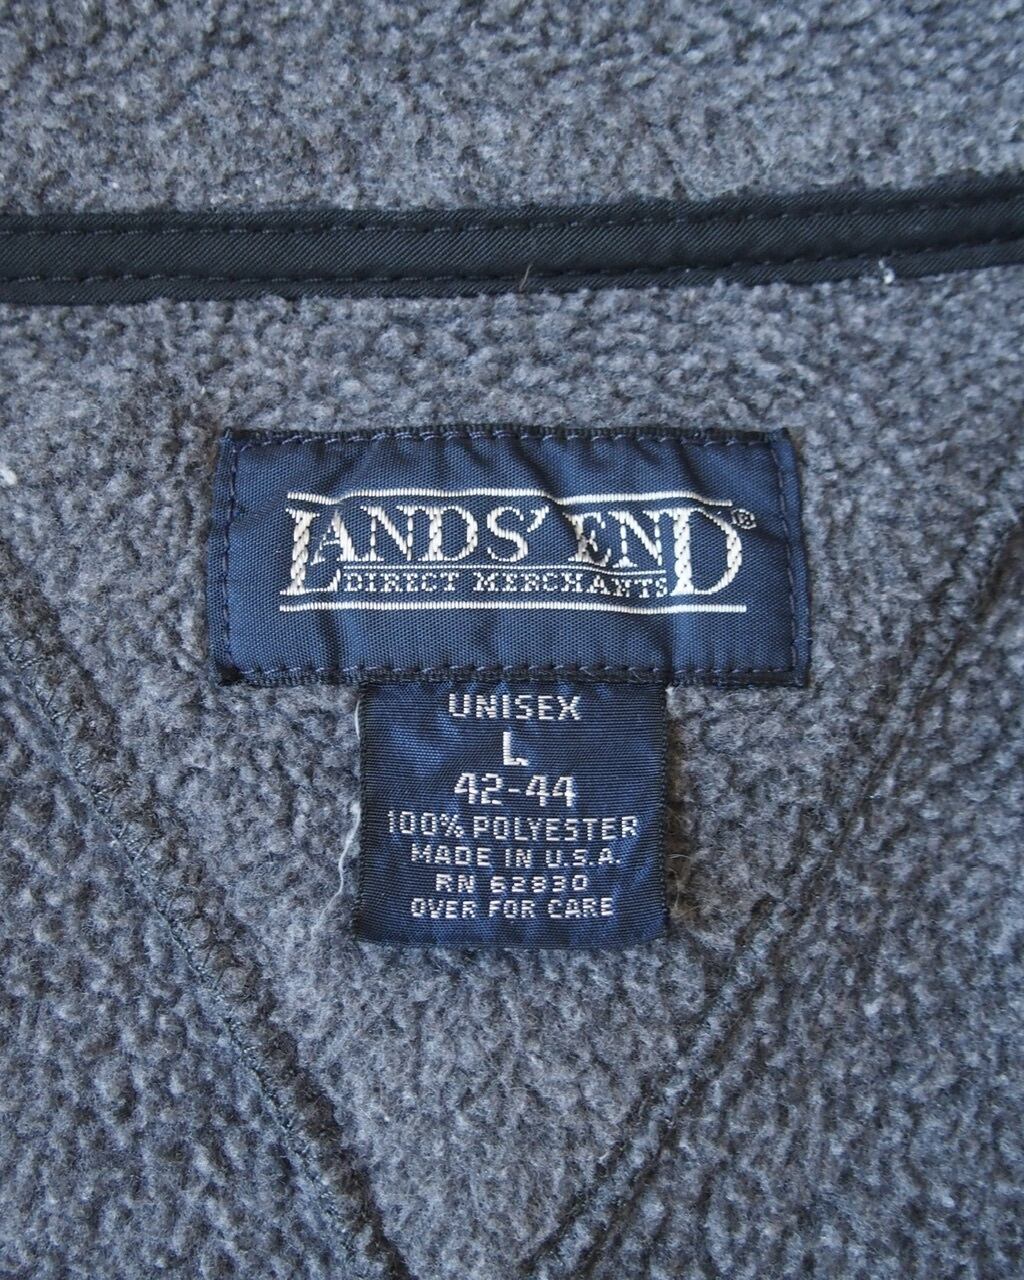 LANDS' END®
DIRECT MERCHANTS
UNISEX
L
42-44
100% POLYESTER
MADE IN U.S.A.
RN 62830
OVER FOR CARE